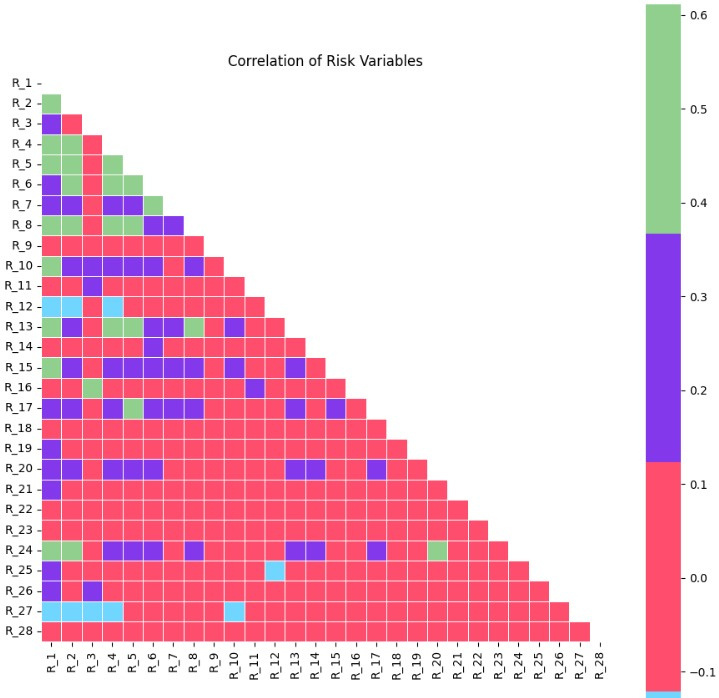 Correlation of Risk Variables
R_1
R_2
R_3
R_4
R_5
R_6
R_7
R_8
R_9
R_10
R_11
R_12
R_13
R_14
R_15
R_16
R_17
R_18
R_19
R_20
R_21
R_22
R_23
R_24
R_25
R_26
R_27
R_28
R_1
R_2
R_3
R_4
R_5
R_6
R_7
R_8
R_9
R_10
R_11
R_12
R_13
R_14
R_15
R_16
R_17
R_18
R_19
R_20
R_21
R_22
R_23
R_24
R_25
R_26
R_27
R_28
0.6
0.5
0.4
0.3
0.2
0.1
0.0
−0.1